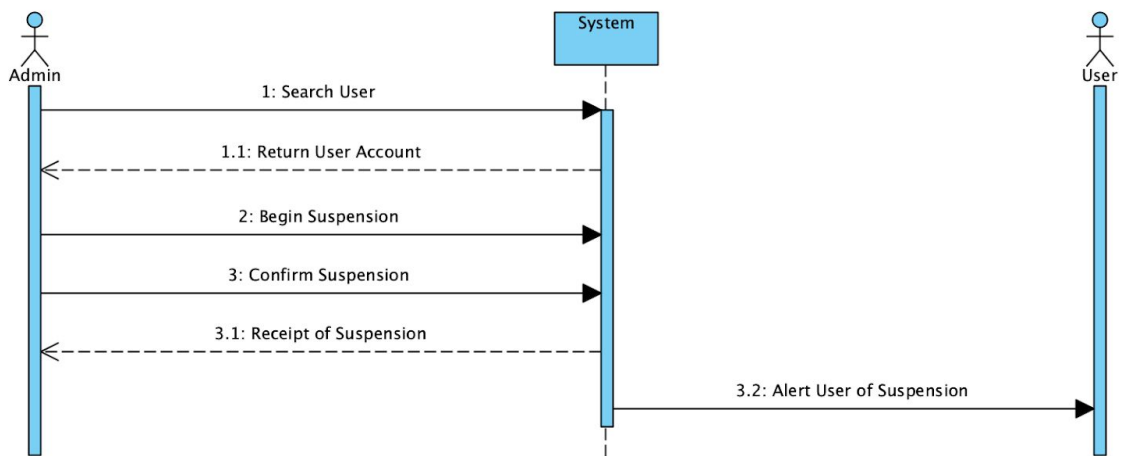 System
Admin
User
1: Search User
1.1: Return User Account
2: Begin Suspension
3: Confirm Suspension
3.1: Receipt of Suspension
3.2: Alert User of Suspension